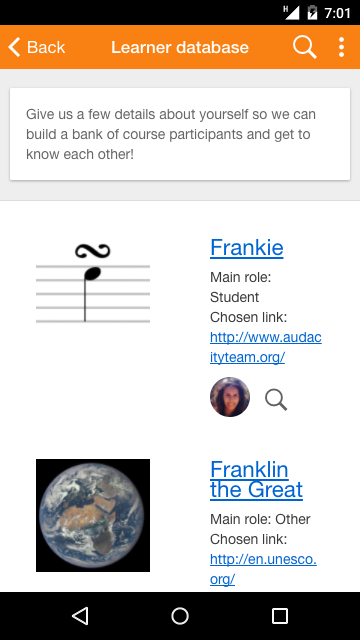 H 7:01
Back Learner database
Give us a few details about yourself so we can
build a bank of course participants and get to
know each other!
Frankie
Main role:
Student
Chosen link:
http://www.audac
ityteam.org/
Franklin
the Great
Main role: Other
Chosen link:
http://en.unesco.
org/